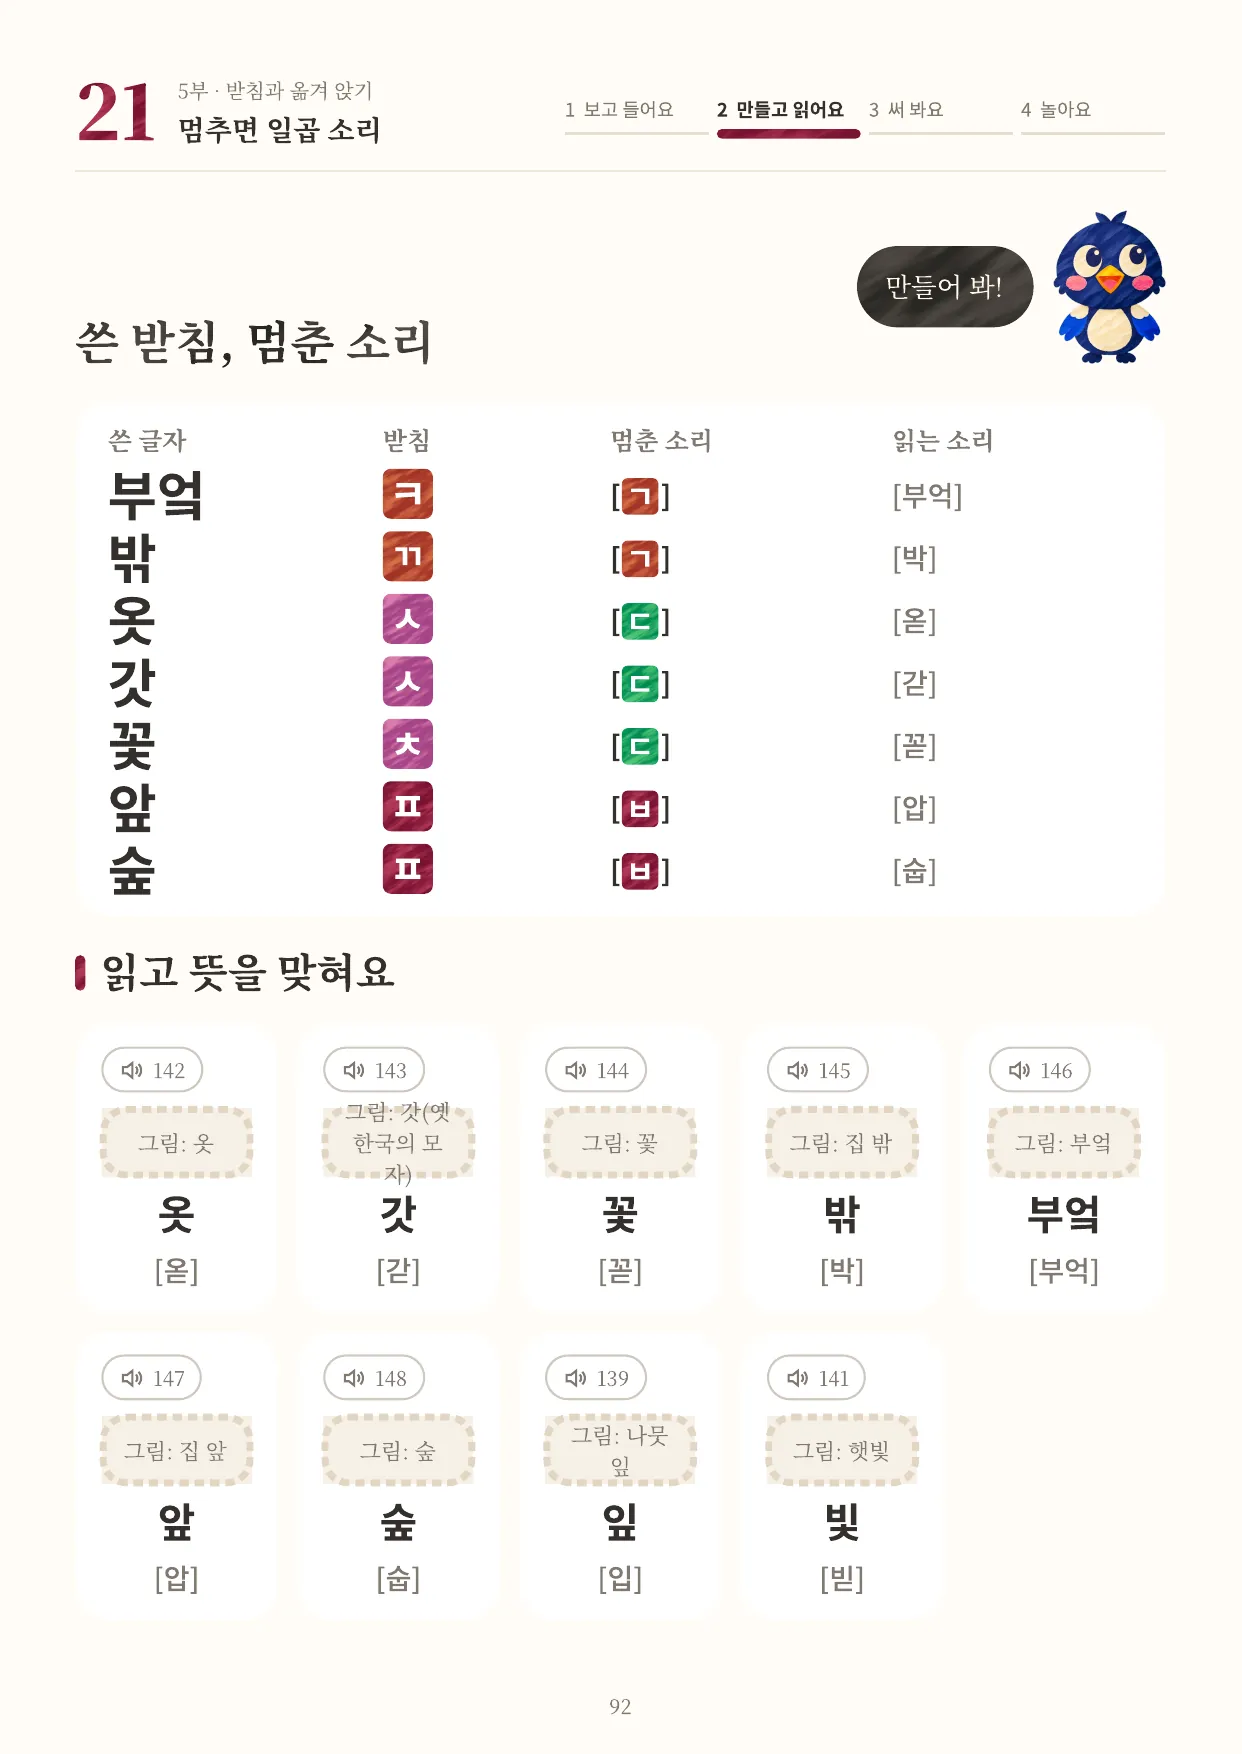 21
5부 · 받침과 옮겨 앉기
멈추면 일곱 소리
1 보고 들어요 2 만들고 읽어요 3 써 봐요 4 놀아요
만들어 봐!
쓴 받침, 멈춘 소리
쓴 글자 받침 멈춘 소리 읽는 소리
부엌 ㅋ [ㄱ] [부억]
밖 ㄲ [ㄱ] [박]
옷 ㅅ [ㄷ] [옫]
갓 ㅅ [ㄷ] [갇]
꽃 ㅊ [ㄷ] [꼳]
앞 ㅍ [ㅂ] [압]
숲 ㅍ [ㅂ] [숩]
읽고 뜻을 맞혀요
142 143 144 145 146
그림: 옷
그림: 갓(옛
한국의 모
자)
그림: 꽃
그림: 집 밖
그림: 부엌
옷 갓 꽃 밖 부엌
[옫] [갇] [꼳] [박] [부억]
147 148 139 141
그림: 집 앞
그림: 숲
그림: 나뭇
잎
그림: 햇빛
앞 숲 잎 빛
[압] [숩] [입] [빋]
92